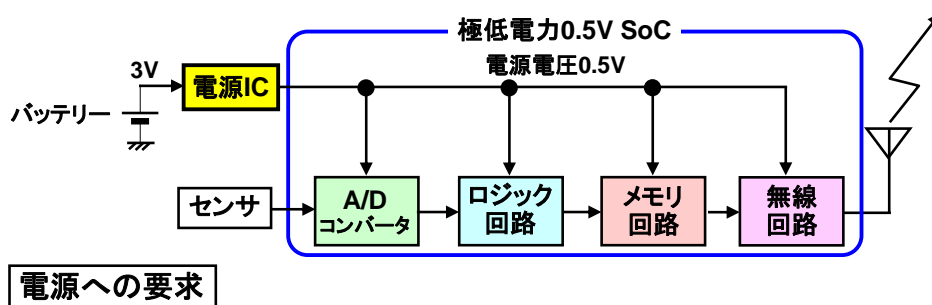 極低電力0.5V SoC
電源電圧0.5V
3V
電源IC
バッテリー
センサ
A/D
コンバータ
ロジック
回路
メモリ
回路
無線
回路
電源への要求